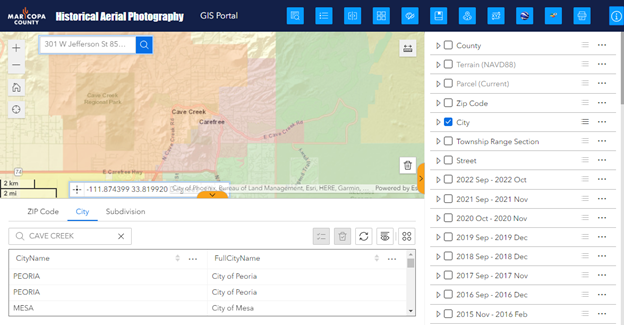 MARICOPA
COUNTY
Historical Aerial Photography
GIS Portal
301 W Jefferson St 85...
Cave Creek
Regional Park
Cave Creek
Carefree
N Cave Creek Rd
E Cave Creek Rd
E Carefree Hwy
74
2 km
2 mi
-111.874399 33.819920
City of Phoenix, Bureau of Land Management, Esri, HERE, Garmin, ...
Powered by Es
ZIP Code
City
Subdivision
CAVE CREEK
CityName
FullCityName
PEORIA
City of Peoria
PEORIA
City of Peoria
MESA
City of Mesa
County
Terrain (NAVD88)
Parcel (Current)
Zip Code
City
Township Range Section
Street
2022 Sep - 2022 Oct
2021 Sep - 2021 Nov
2020 Oct - 2020 Nov
2019 Sep - 2019 Dec
2018 Sep - 2018 Dec
2017 Sep - 2017 Nov
2016 Sep - 2016 Dec
2015 Nov - 2016 Feb